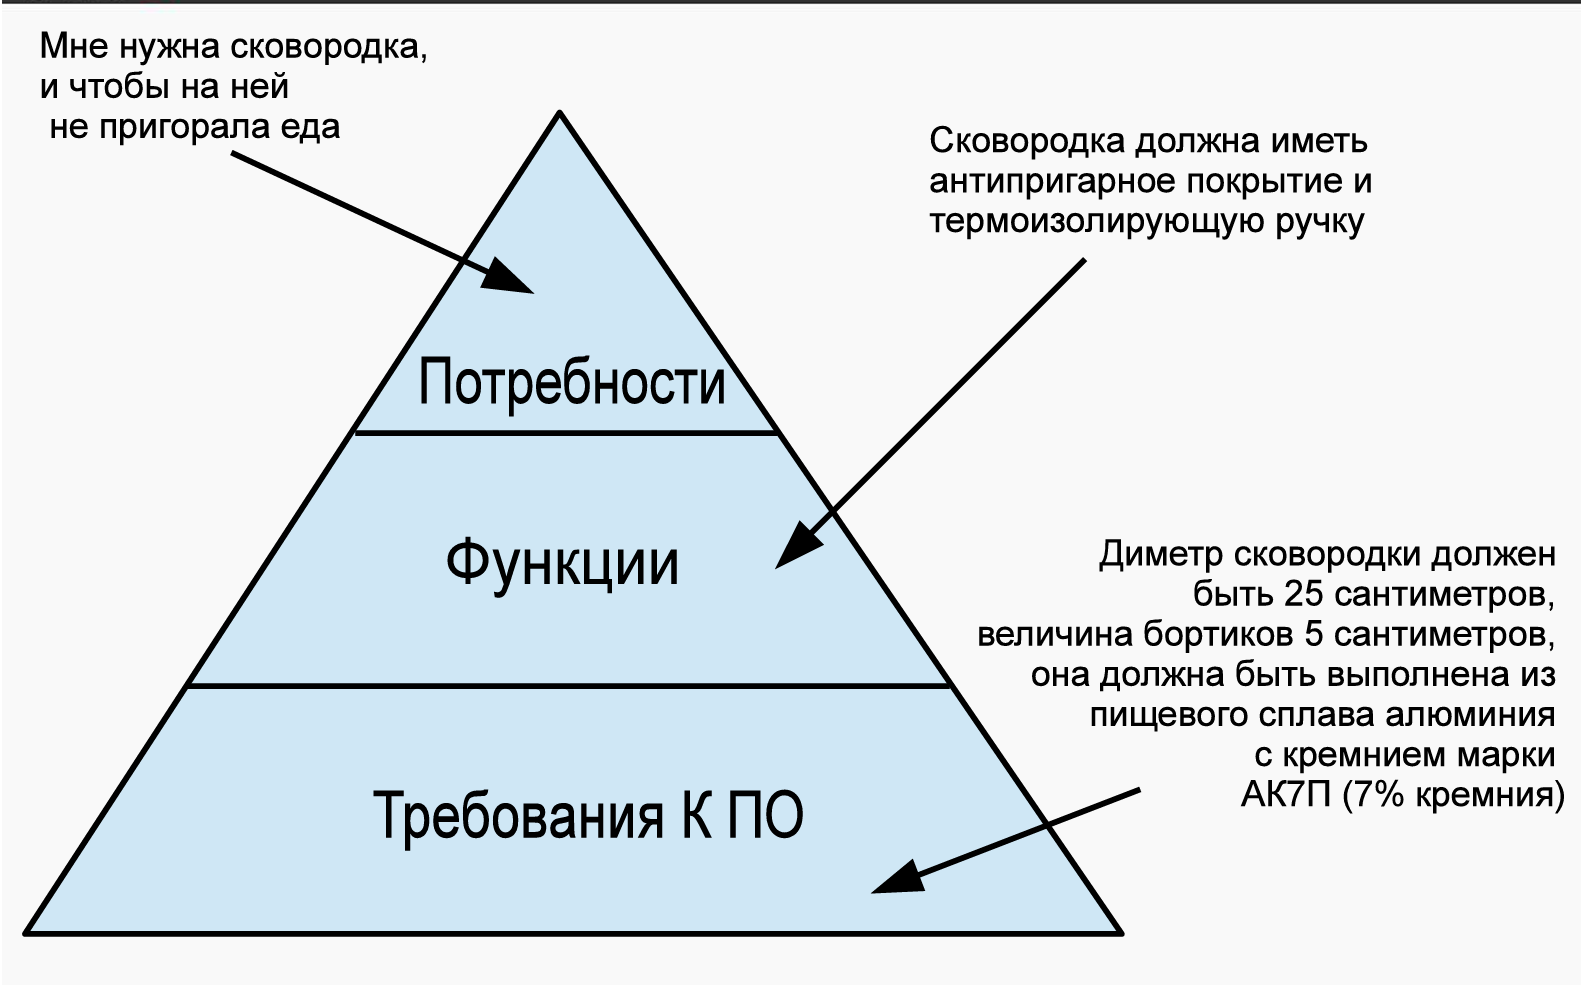 Мне нужна сковородка,
и чтобы на ней
не пригорала еда
Сковородка должна иметь
антипригарное покрытие и
термоизолирующую ручку
Потребности
Функции
Диметр сковородки должен
быть 25 сантиметров,
величина бортиков 5 сантиметров,
она должна быть выполнена из
пищевого сплава алюминия
с кремнием марки
АК7П (7% кремния)
Требования К ПО